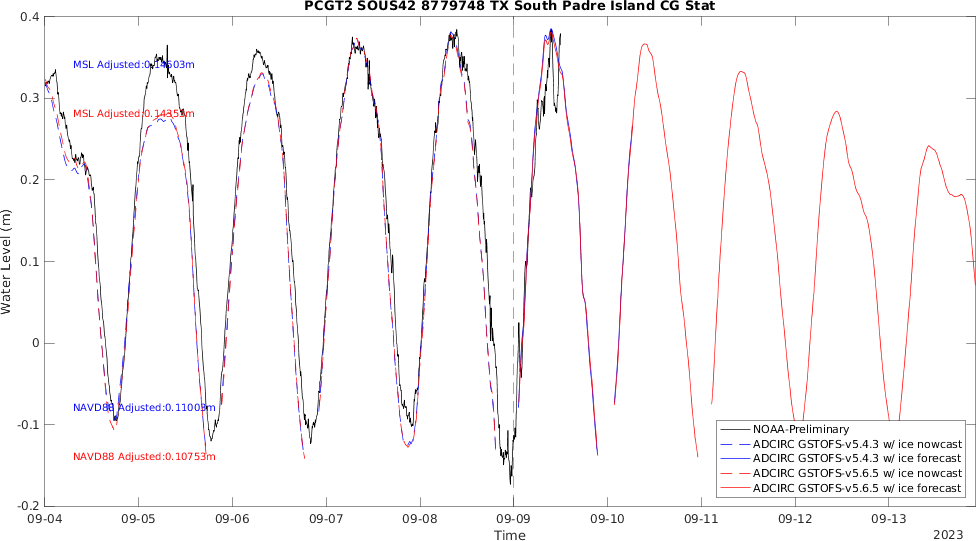 PCGT2 SOUS42 8779748 TX South Padre Island CG Stat
0.4
MSL Adjusted:0.14503m
0.3
MSL Adjusted:0.14355m
0.2
0.1
Water Level (m)
0
NAVD88 Adjusted:0.11003m
-0.1
NAVD88 Adjusted:0.10753m
-0.2
NOAA-Preliminary
ADCIRC GSTOFS-v5.4.3 w/ ice nowcast
ADCIRC GSTOFS-v5.4.3 w/ ice forecast
ADCIRC GSTOFS-v5.6.5 w/ ice nowcast
ADCIRC GSTOFS-v5.6.5 w/ ice forecast
09-04 09-05 09-06 09-07 09-08 09-09 09-10 09-11 09-12 09-13
Time
2023